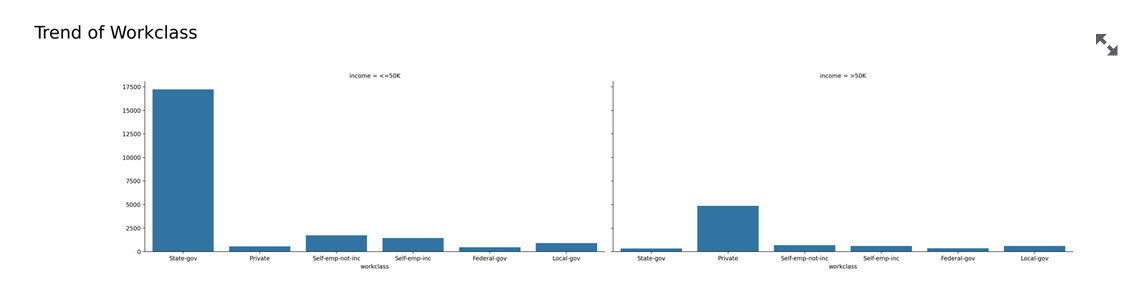 Trend of Workclass
income = <=50K
income = >50K
17500
15000
12500
10000
7500
5000
2500
0
State-gov Private Self-emp-not-inc Self-emp-inc Federal-gov Local-gov
State-gov Private Self-emp-not-inc Self-emp-inc Federal-gov Local-gov
workclass
workclass